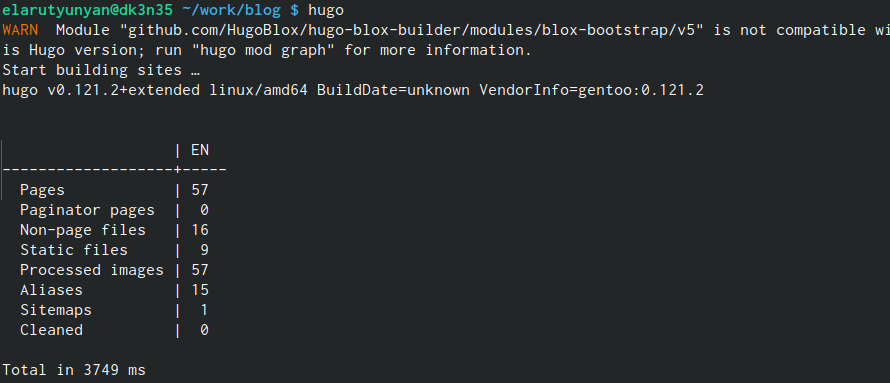 elarutyunyan@dk3n35 ~/work/blog $ hugo
WARN  Module "github.com/HugoBlox/hugo-blox-builder/modules/blox-bootstrap/v5" is not compatible wi
is Hugo version; run "hugo mod graph" for more information.
Start building sites …
hugo v0.121.2+extended linux/amd64 BuildDate=unknown VendorInfo=gentoo:0.121.2
                   | EN
-------------------+-----
  Pages            | 57
  Paginator pages  |  0
  Non-page files   | 16
  Static files     |  9
  Processed images | 57
  Aliases          | 15
  Sitemaps         |  1
  Cleaned          |  0
Total in 3749 ms